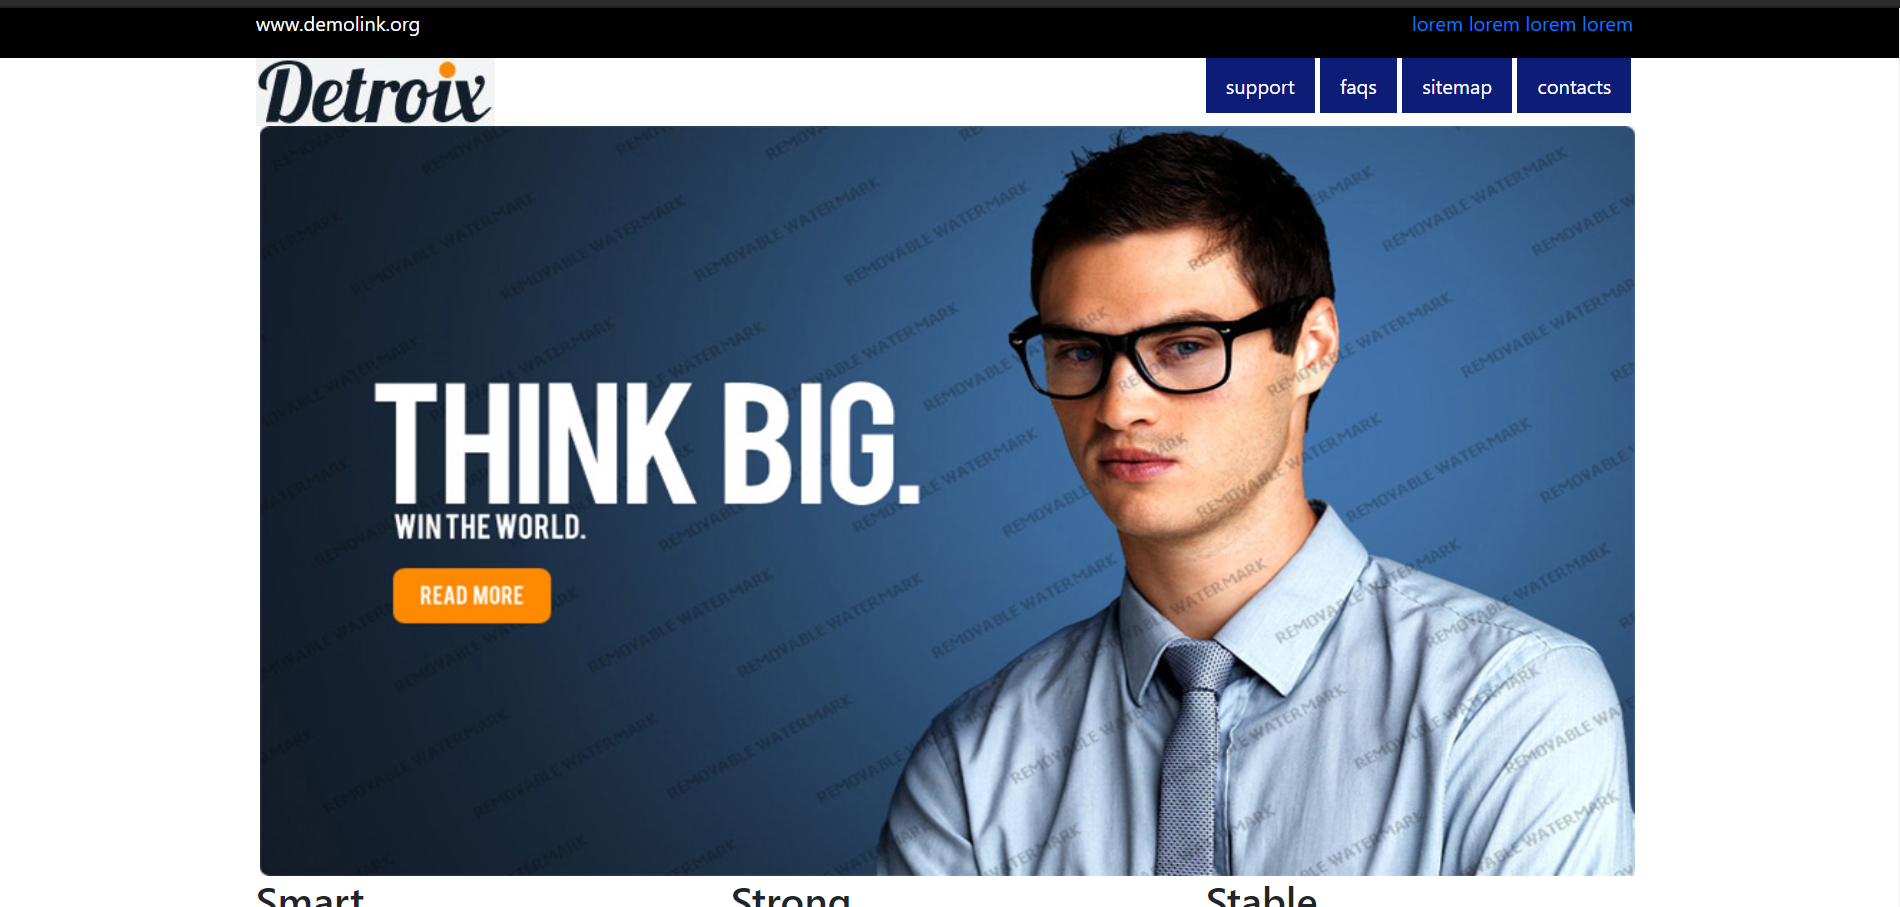 www.demolink.org lorem lorem lorem lorem
Detroix support faqs sitemap contacts
THINK BIG.
WIN THE WORLD.
READ MORE
REMOVABLE WATERMARK
Smart Strong Stable